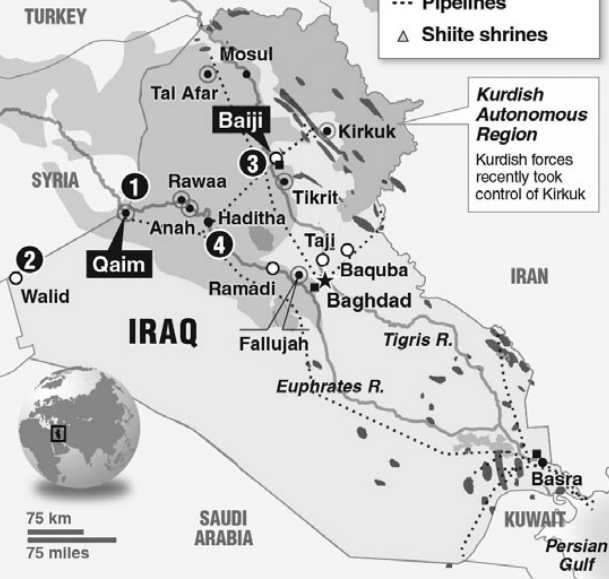 TURKEY
Pipelines
Shiite shrines
Mosul
Tal Afar
Baiji
Kirkuk
Kurdish
Autonomous
Region
Kurdish forces
recently took
control of Kirkuk
SYRIA
1
Rawaa
3
Tikrit
Anah
Haditha
2
Qaim
4
Taji
Baquba
IRAN
Walid
Ramadi
Baghdad
IRAQ
Fallujah
Tigris R.
Euphrates R.
75 km
75 miles
SAUDI
ARABIA
Basra
KUWAIT
Persian
Gulf